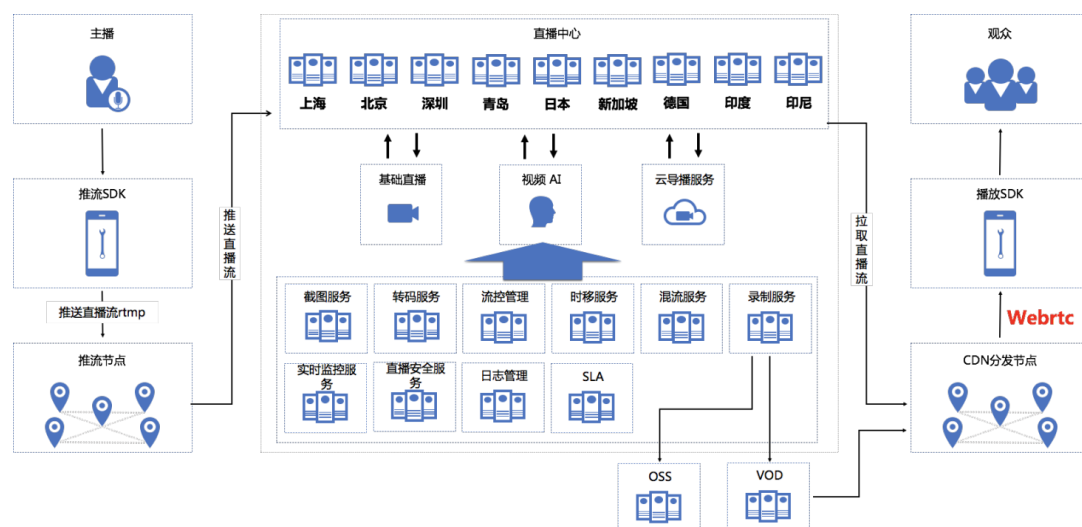 主播
直播中心
观众
上海
北京
深圳
青岛
日本
新加坡
德国
印度
印尼
推流SDK
推送直播流
基础直播
视频 AI
云导播服务
拉取直播流
播放SDK
推送直播流rtmp
截图服务
转码服务
流控管理
时移服务
混流服务
录制服务
Webrtc
推流节点
实时监控服
务
直播安全服
务
日志管理
SLA
CDN分发节点
OSS
VOD